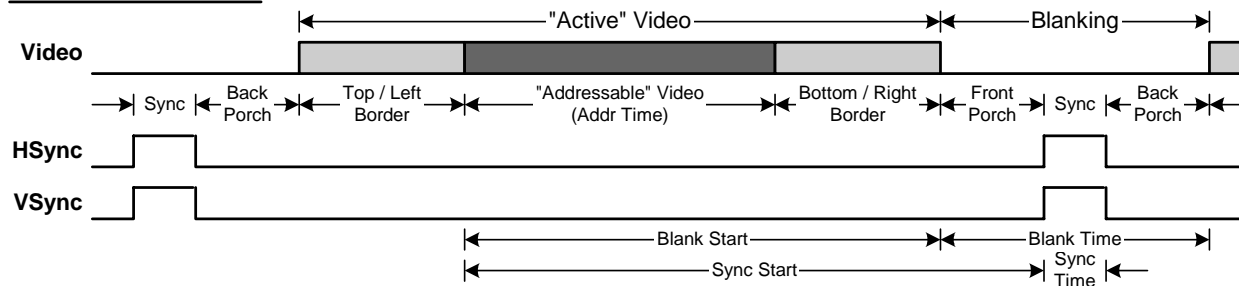 "Active" Video
Blanking
Video
Sync
Back
Porch
Top / Left
Border
"Addressable" Video
(Addr Time)
Bottom / Right
Border
Front
Porch
Sync
Back
Porch
HSync
VSync
Blank Start
Blank Time
Sync Start
Sync
Time